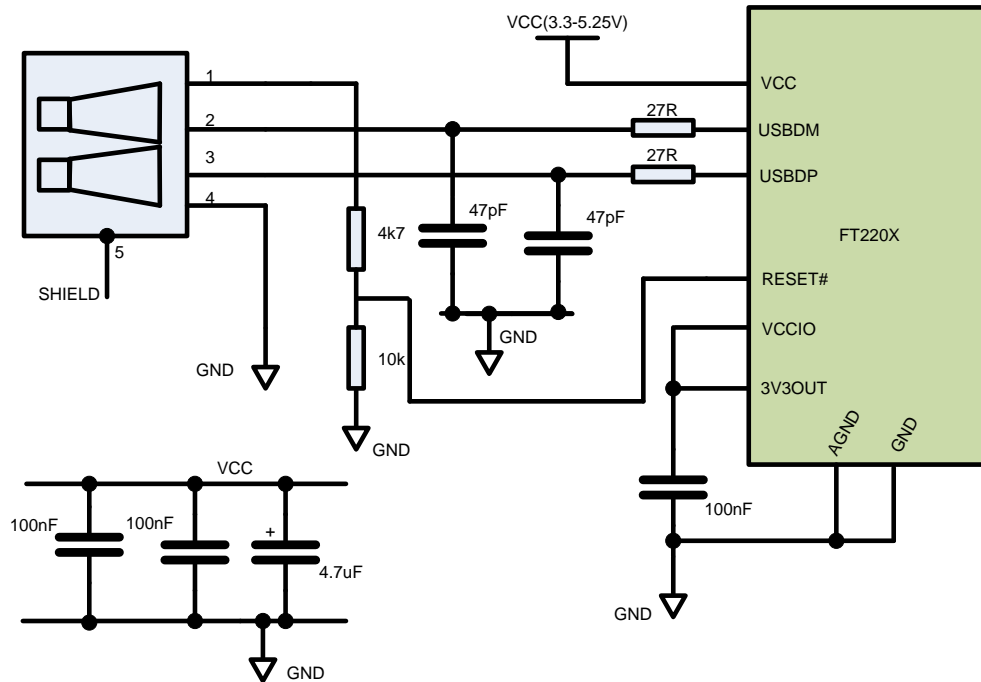 VCC(3.3-5.25V)
1
2
3
4
5
SHIELD
GND
4k7
10k
GND
47pF
47pF
GND
27R
27R
VCC
USBDM
USBDP
FT220X
RESET#
VCCIO
3V3OUT
AGND
GND
100nF
GND
VCC
100nF
100nF
+
4.7uF
GND